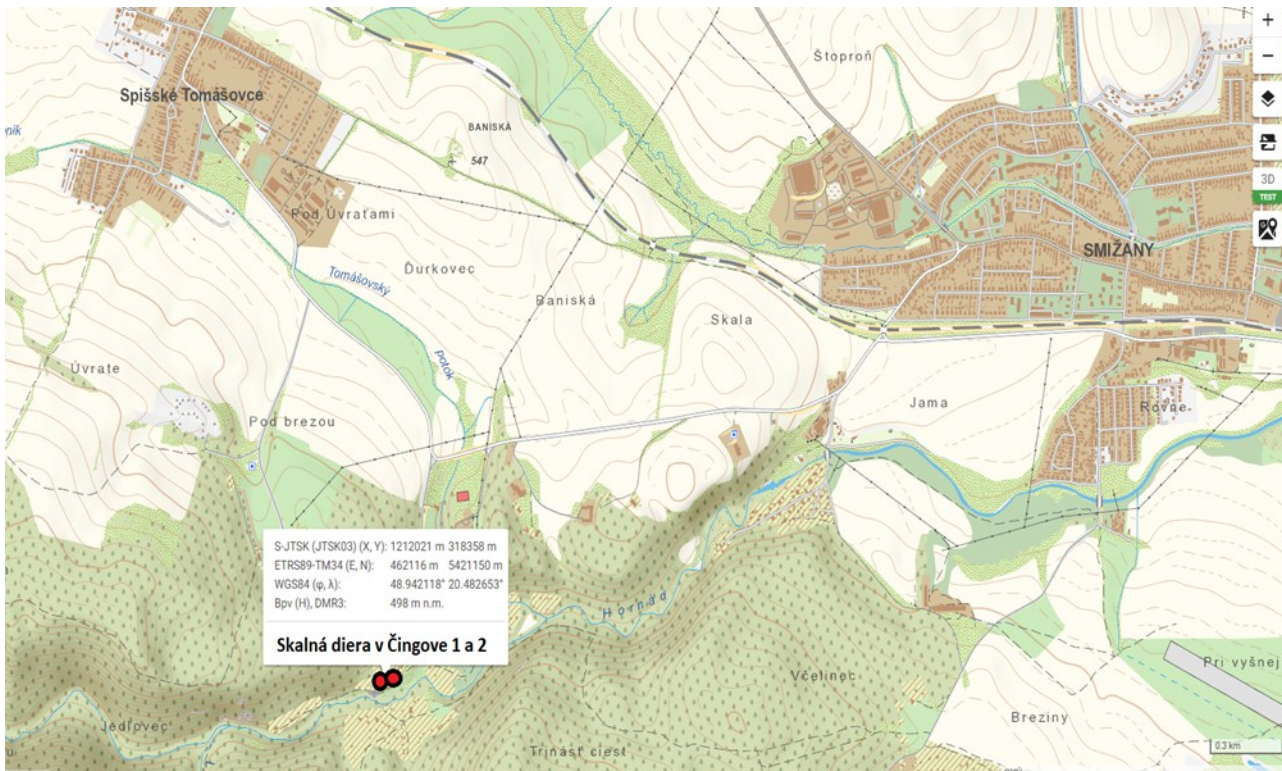 +
Štoproň
−
Spišské Tomášovce
BANISKÁ
547
ník
3D
TEST
Pod Úvraťami
SMIŽANY
Ďurkovec
Tomášovský
Baniská
Skala
potok
Úvrate
Jama
Rovne
Pod brezou
S-JTSK (JTSK03) (X, Y): 1212021 m 318358 m
ETRS89-TM34 (E, N): 462116 m 5421150 m
WGS84 (φ, λ): 48.942118° 20.482653°
Bpv (H), DMR3: 498 m n.m.
Hornád
Skalná diera v Čingove 1 a 2
Pri vyšnej
Včelinec
Breziny
Jedľovec
Trinásť ciest
0.3 km